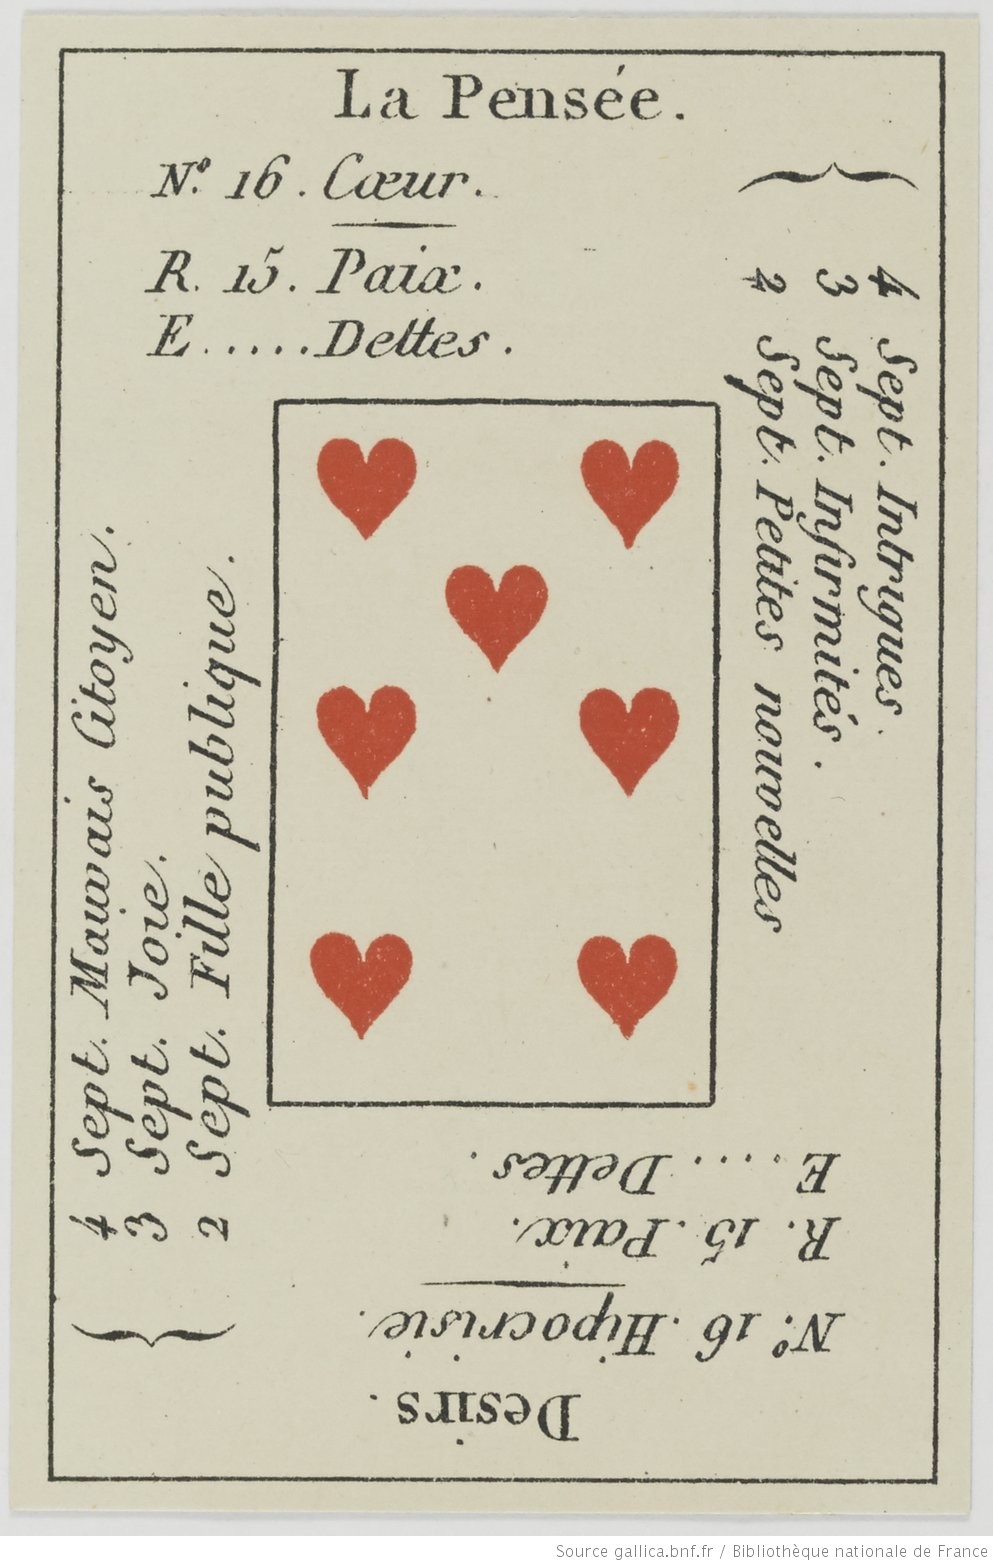 La Pensée.
N.º 16. Cœur.
R. 15. Paix.
E.....Dettes.
4 Sept. Intrigues.
3 Sept. Infirmités.
2 Sept. Petites nouvelles
4 Sept. Mauvais Citoyen.
3 Sept. Joie.
2 Sept. Fille publique.
Desirs.
N.º 16. Hipocrisie.
R. 15. Paix.
E....Dettes.
Source gallica.bnf.fr / Bibliothèque nationale de France